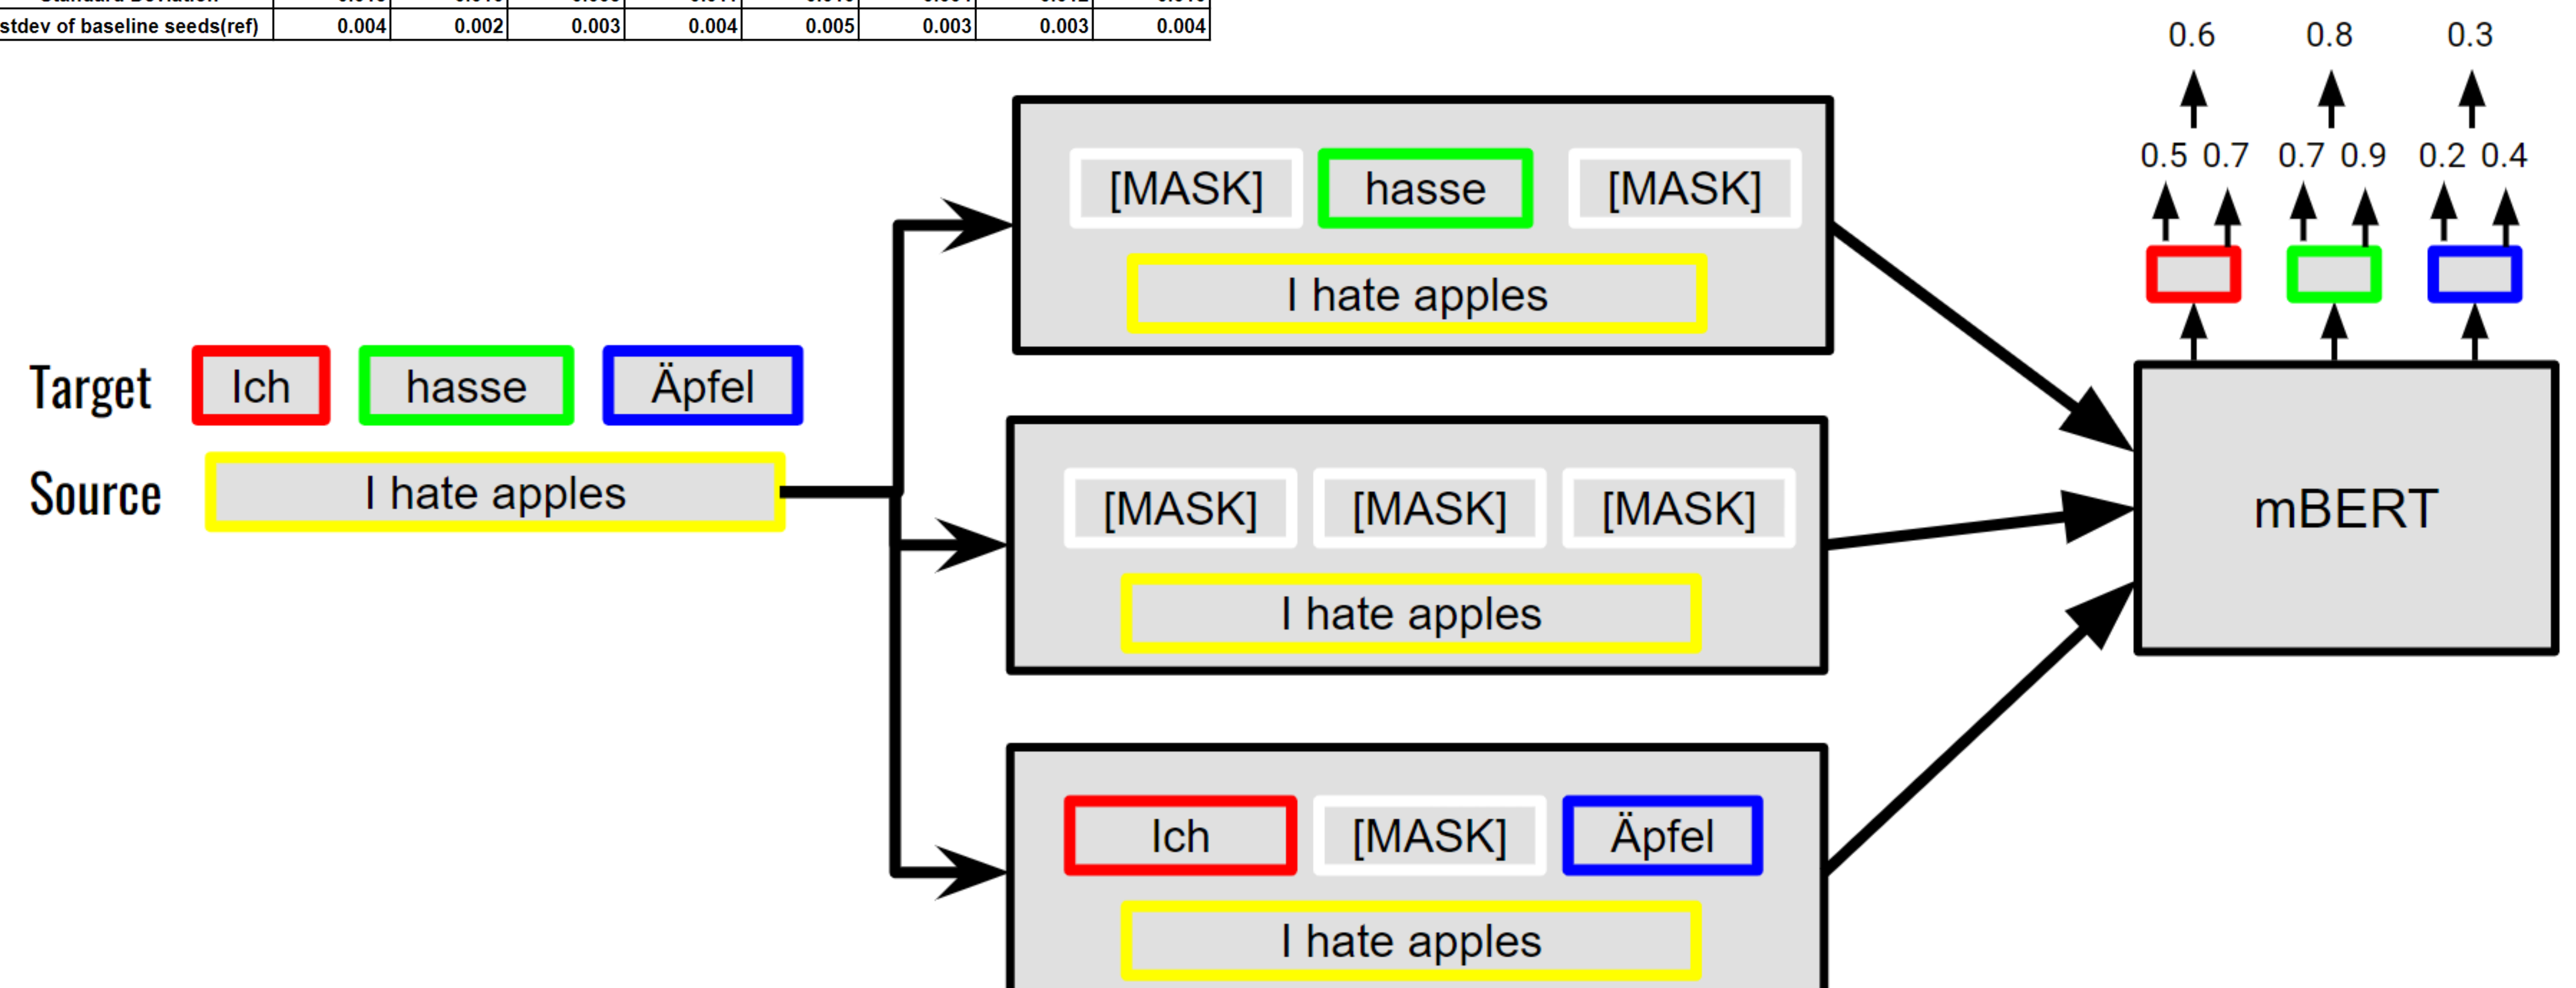 stdev of baseline seeds(ref) 0.004 0.002 0.003 0.004 0.005 0.003 0.003 0.004
0.6 0.8 0.3
0.5 0.7 0.7 0.9 0.2 0.4
[MASK] hasse [MASK]
I hate apples
Target Ich hasse Äpfel
Source I hate apples
[MASK] [MASK] [MASK]
I hate apples
mBERT
Ich [MASK] Äpfel
I hate apples